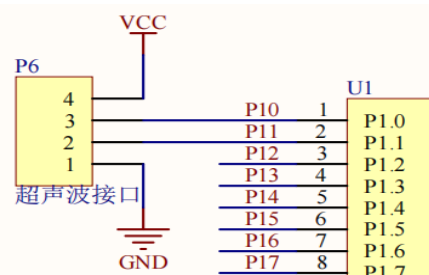 VCC
P6
4
3
2
1
超声波接口
GND
U1
P10 1 P1.0
P11 2 P1.1
P12 3 P1.2
P13 4 P1.3
P14 5 P1.4
P15 6 P1.5
P16 7 P1.6
P17 8 P1.7